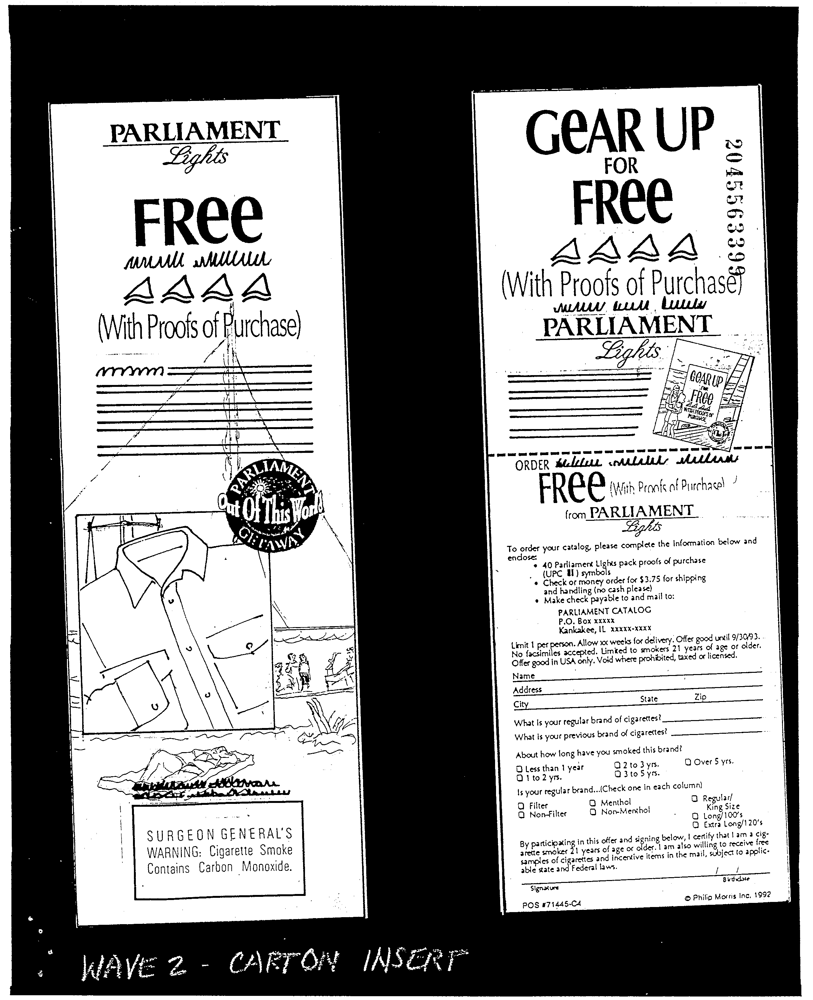 PARLIAMENT
Lights
FRee
(With Proofs of Purchase)
PARLIAMENT
Out Of This World
GETAWAY
SURGEON GENERAL'S
WARNING: Cigarette Smoke
Contains Carbon Monoxide.
GeAR UP
FOR
FRee
(With Proofs of Purchase)
PARLIAMENT
Lights
GEAR UP
FOR
FREE
WITH PROOFS OF
PURCHASE
2045563399
ORDER
FRee (With Proofs of Purchase)
from PARLIAMENT
Lights
To order your catalog, please complete the information below and
enclose:
• 40 Parliament Lights pack proofs of purchase
(UPC ) symbols
• Check or money order for $3.75 for shipping
and handling (no cash please)
• Make check payable to and mail to:
PARLIAMENT CATALOG
P.O. Box xxxxx
Kankakee, IL xxxxx-xxxx
Limit 1 per person. Allow xx weeks for delivery. Offer good until 9/30/93.
No facsimiles accepted. Limited to smokers 21 years of age or older.
Offer good in USA only. Void where prohibited, taxed or licensed.
Name
Address
City State Zip
What is your regular brand of cigarettes?
What is your previous brand of cigarettes?
About how long have you smoked this brand?
☐ Less than 1 year ☐ 2 to 3 yrs. ☐ Over 5 yrs.
☐ 1 to 2 yrs. ☐ 3 to 5 yrs.
Is your regular brand...(Check one in each column)
☐ Filter ☐ Menthol ☐ Regular/
King Size
☐ Non-Filter ☐ Non-Menthol ☐ Long/100's
☐ Extra Long/120's
By participating in this offer and signing below, I certify that I am a cig-
arette smoker 21 years of age or older. I am also willing to receive free
samples of cigarettes and incentive items in the mail, subject to applic-
able state and Federal laws.
/ /
Signature Birthdate
POS #71445-C4 © Philip Morris Inc. 1992
WAVE 2 - CARTON INSERT